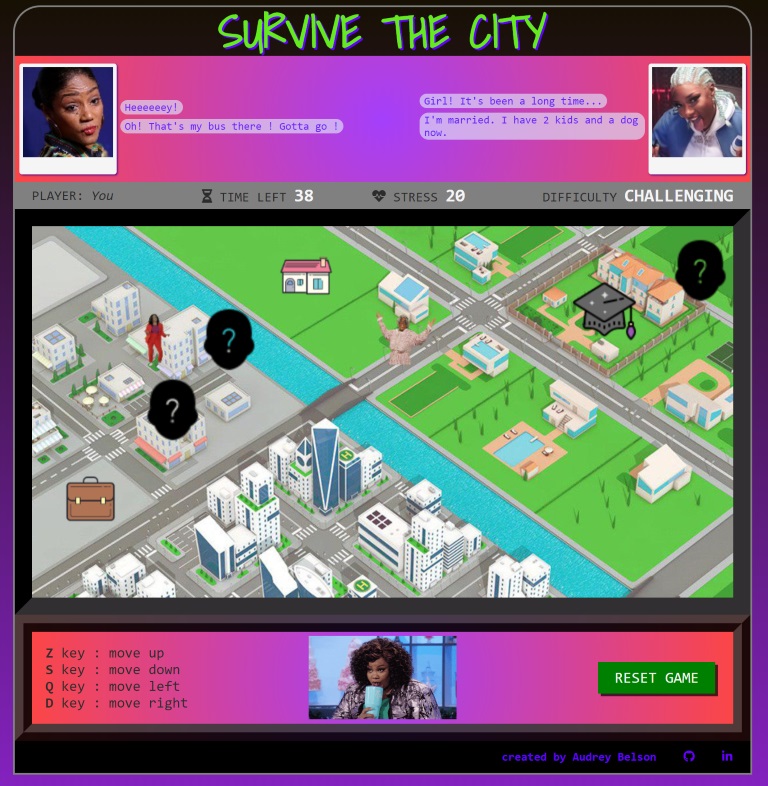 SURVIVE THE CITY
Heeeeeey!
Oh! That's my bus there ! Gotta go !
Girl! It's been a long time...
I'm married. I have 2 kids and a dog
now.
PLAYER: You TIME LEFT 38 STRESS 20 DIFFICULTY CHALLENGING
?
?
?
H
H
Z key : move up
S key : move down
Q key : move left
D key : move right
RESET GAME
created by Audrey Belson in